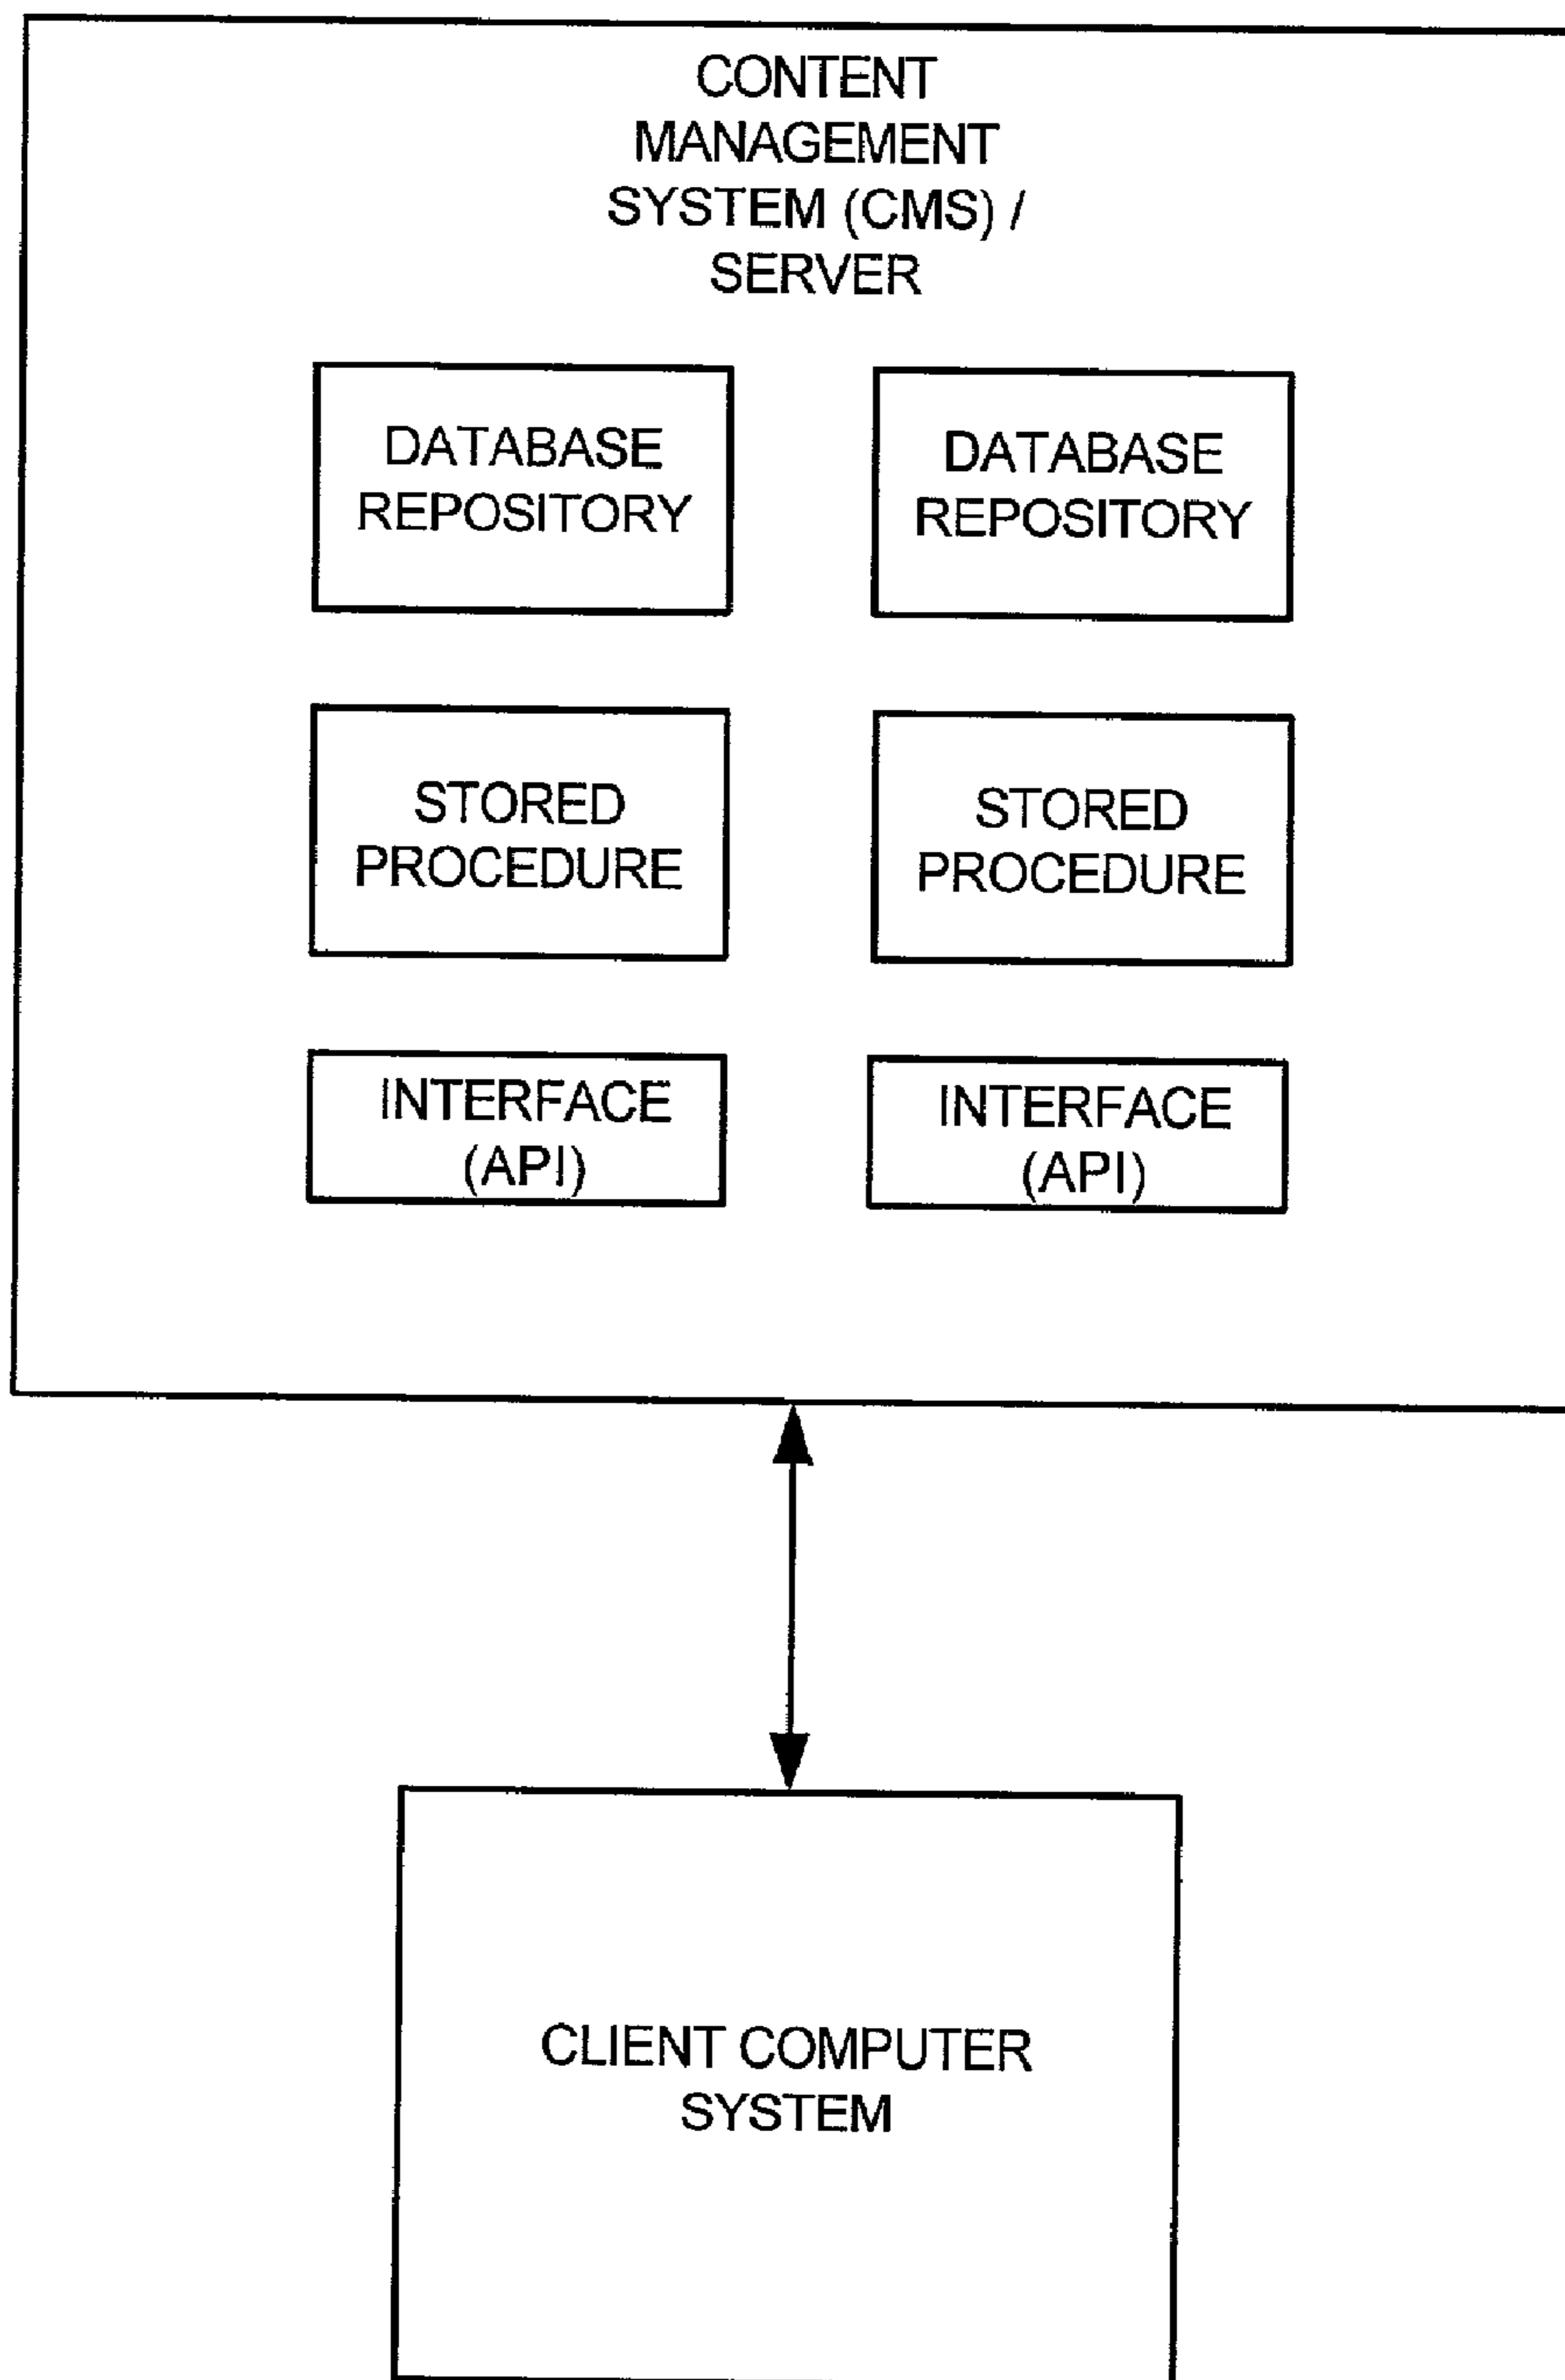 CONTENT
MANAGEMENT
SYSTEM (CMS) /
SERVER
DATABASE
REPOSITORY
DATABASE
REPOSITORY
STORED
PROCEDURE
STORED
PROCEDURE
INTERFACE
(API)
INTERFACE
(API)
CLIENT COMPUTER
SYSTEM